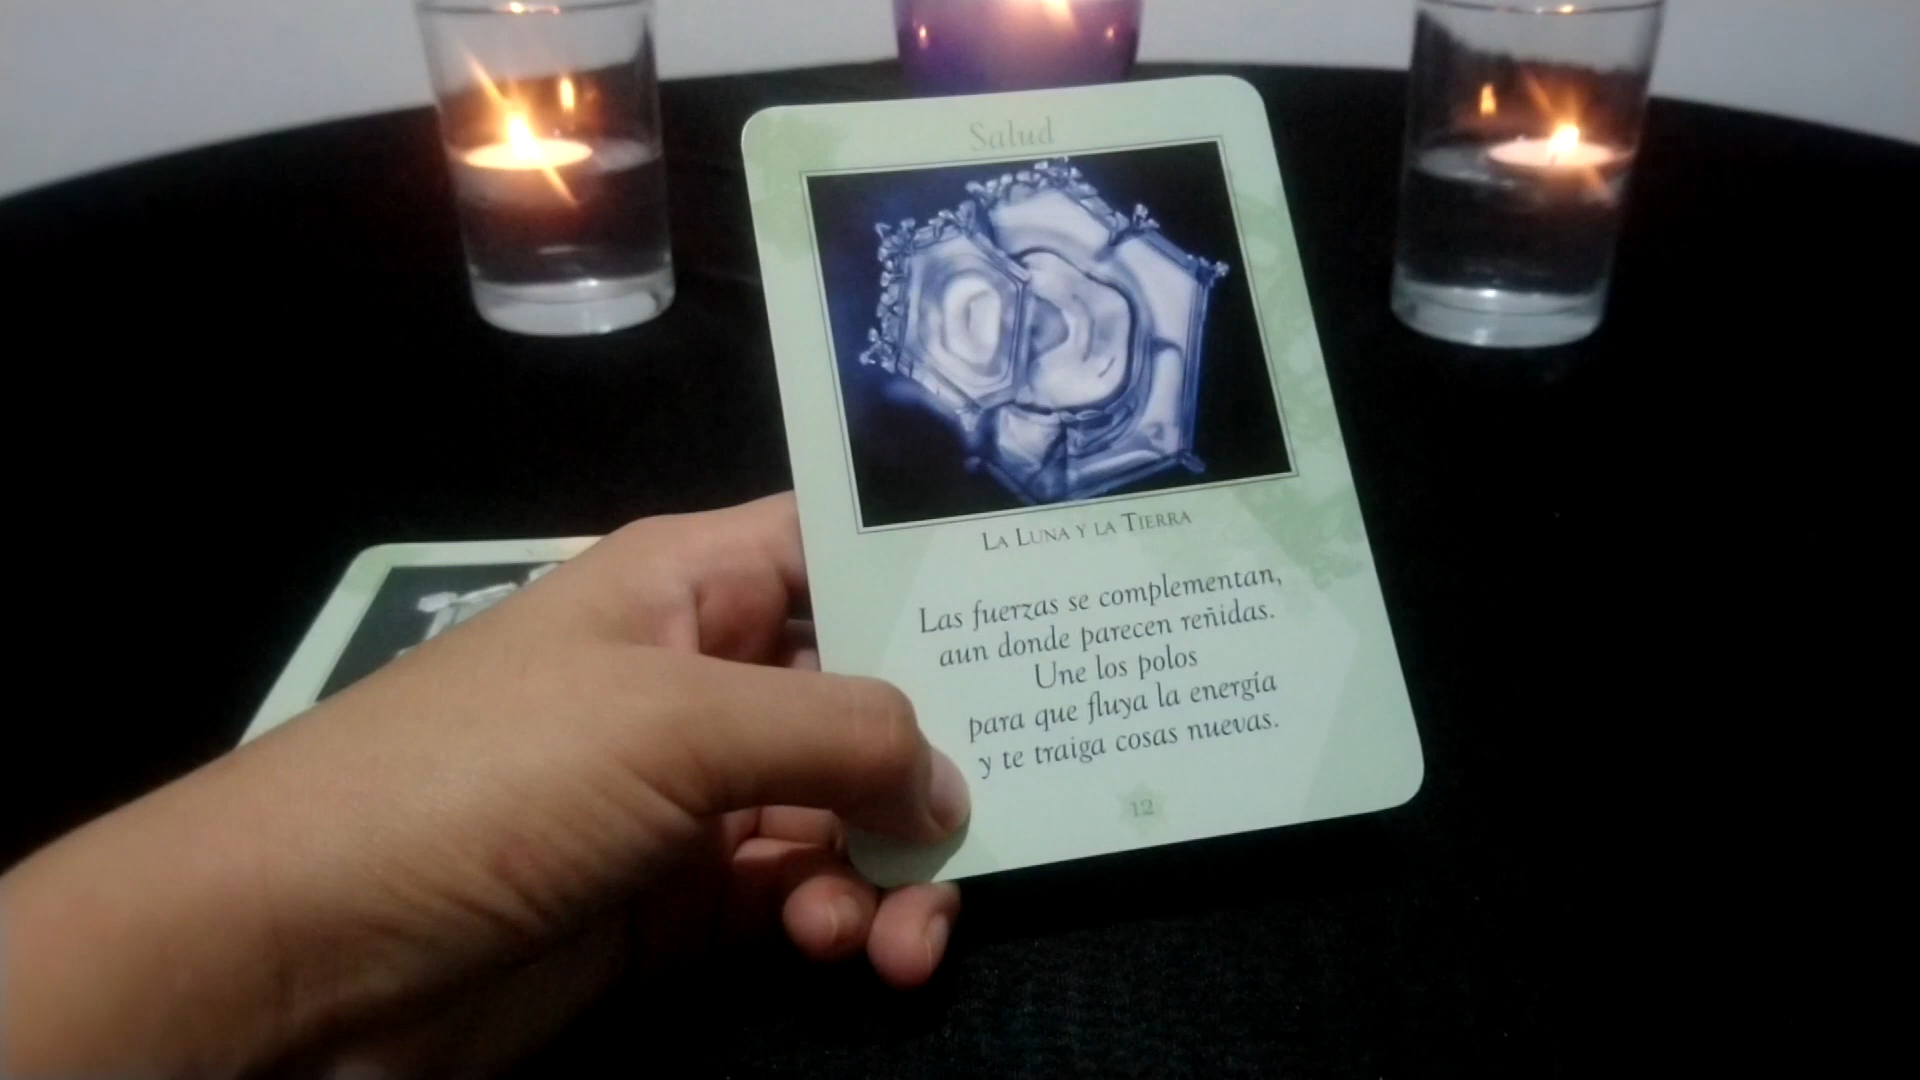 Salud
LA LUNA Y LA TIERRA
Las fuerzas se complementan,
aun donde parecen reñidas.
Une los polos
para que fluya la energía
y te traiga cosas nuevas.
12